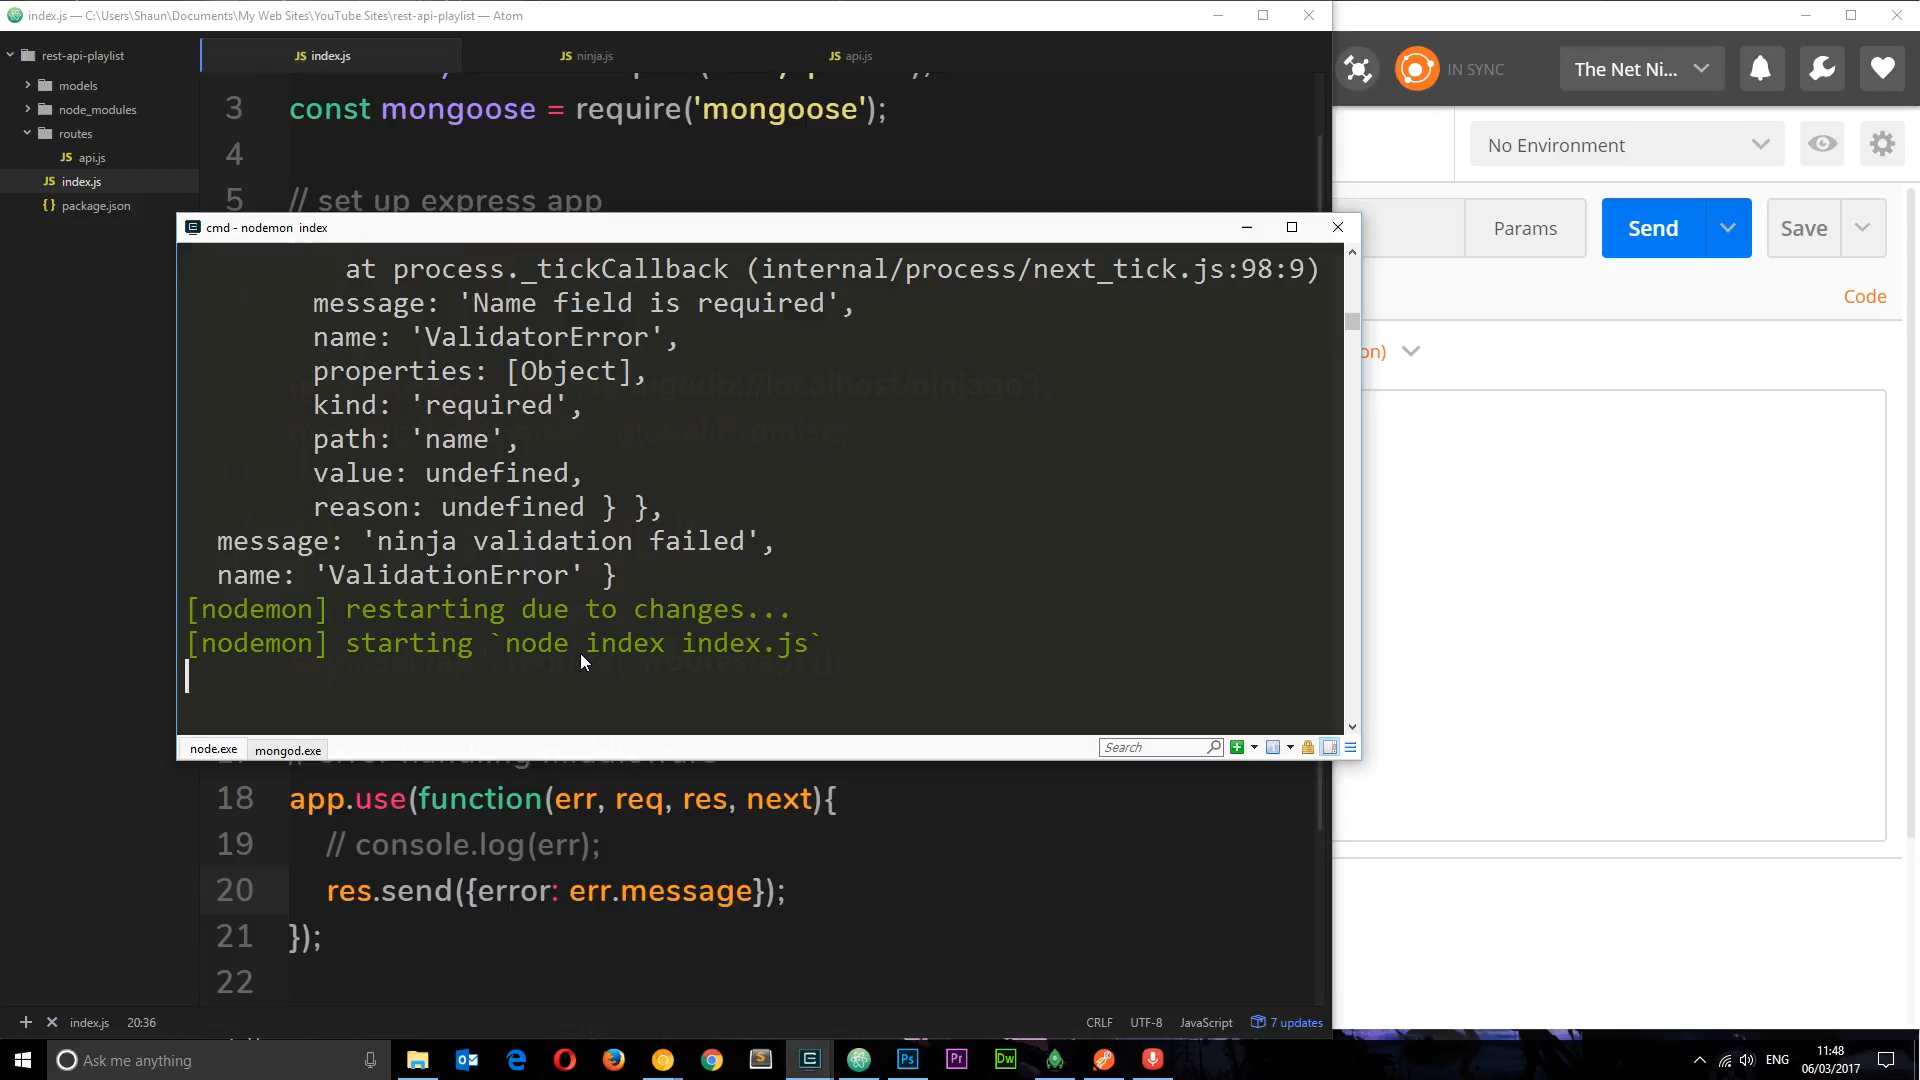 index.js — C:\Users\Shaun\Documents\My Web Sites\YouTube Sites\rest-api-playlist — Atom
rest-api-playlist
models
node_modules
routes
JS api.js
JS index.js
{} package.json
JS index.js
JS ninja.js
JS api.js
3 const mongoose = require('mongoose');
4
5 // set up express app
IN SYNC
The Net Ni...
No Environment
Params
Send
Save
Code
on)
cmd - nodemon index
at process._tickCallback (internal/process/next_tick.js:98:9)
message: 'Name field is required',
name: 'ValidatorError',
properties: [Object],
kind: 'required',
path: 'name',
value: undefined,
reason: undefined } },
message: 'ninja validation failed',
name: 'ValidationError' }
[nodemon] restarting due to changes...
[nodemon] starting `node index index.js`
node.exe
mongod.exe
Search
18 app.use(function(err, req, res, next){
19 // console.log(err);
20 res.send({error: err.message});
21 });
22
index.js
20:36
CRLF
UTF-8
JavaScript
7 updates
Ask me anything
Ps
Pr
Dw
ENG
11:48
06/03/2017